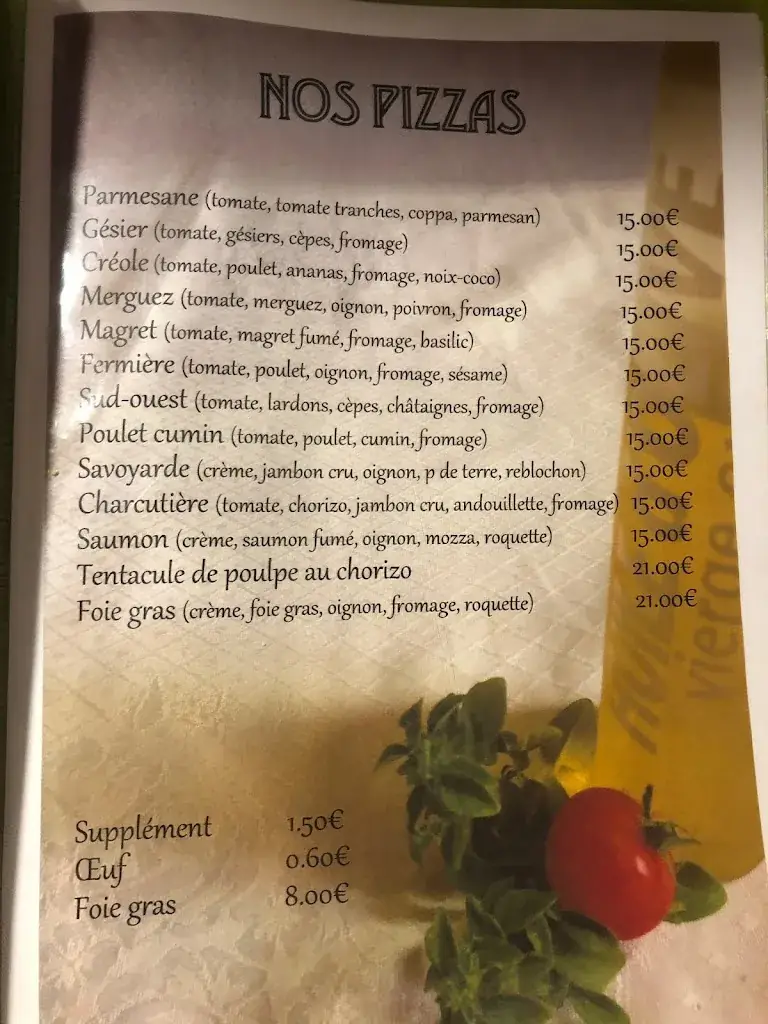 NOS PIZZAS
Parmesane (tomate, tomate tranches, coppa, parmesan) 15.00€
Gésier (tomate, gésiers, cèpes, fromage) 15.00€
Créole (tomate, poulet, ananas, fromage, noix-coco) 15.00€
Merguez (tomate, merguez, oignon, poivron, fromage) 15.00€
Magret (tomate, magret fumé, fromage, basilic) 15.00€
Fermière (tomate, poulet, oignon, fromage, sésame) 15.00€
Sud-ouest (tomate, lardons, cèpes, châtaignes, fromage) 15.00€
Poulet cumin (tomate, poulet, cumin, fromage) 15.00€
Savoyarde (crème, jambon cru, oignon, p de terre, reblochon) 15.00€
Charcutière (tomate, chorizo, jambon cru, andouillette, fromage) 15.00€
Saumon (crème, saumon fumé, oignon, mozza, roquette) 15.00€
Tentacule de poulpe au chorizo 21.00€
Foie gras (crème, foie gras, oignon, fromage, roquette) 21.00€
Supplément 1.50€
Œuf 0.60€
Foie gras 8.00€
vierge